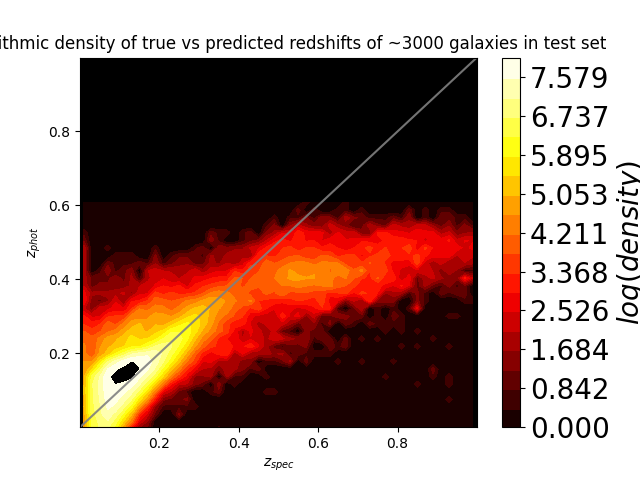 ithmic density of true vs predicted redshifts of ~3000 galaxies in test set
0.8
0.6
0.4
0.2
z_phot
0.2 0.4 0.6 0.8
z_spec
7.579
6.737
5.895
5.053
4.211
3.368
2.526
1.684
0.842
0.000
log(density)